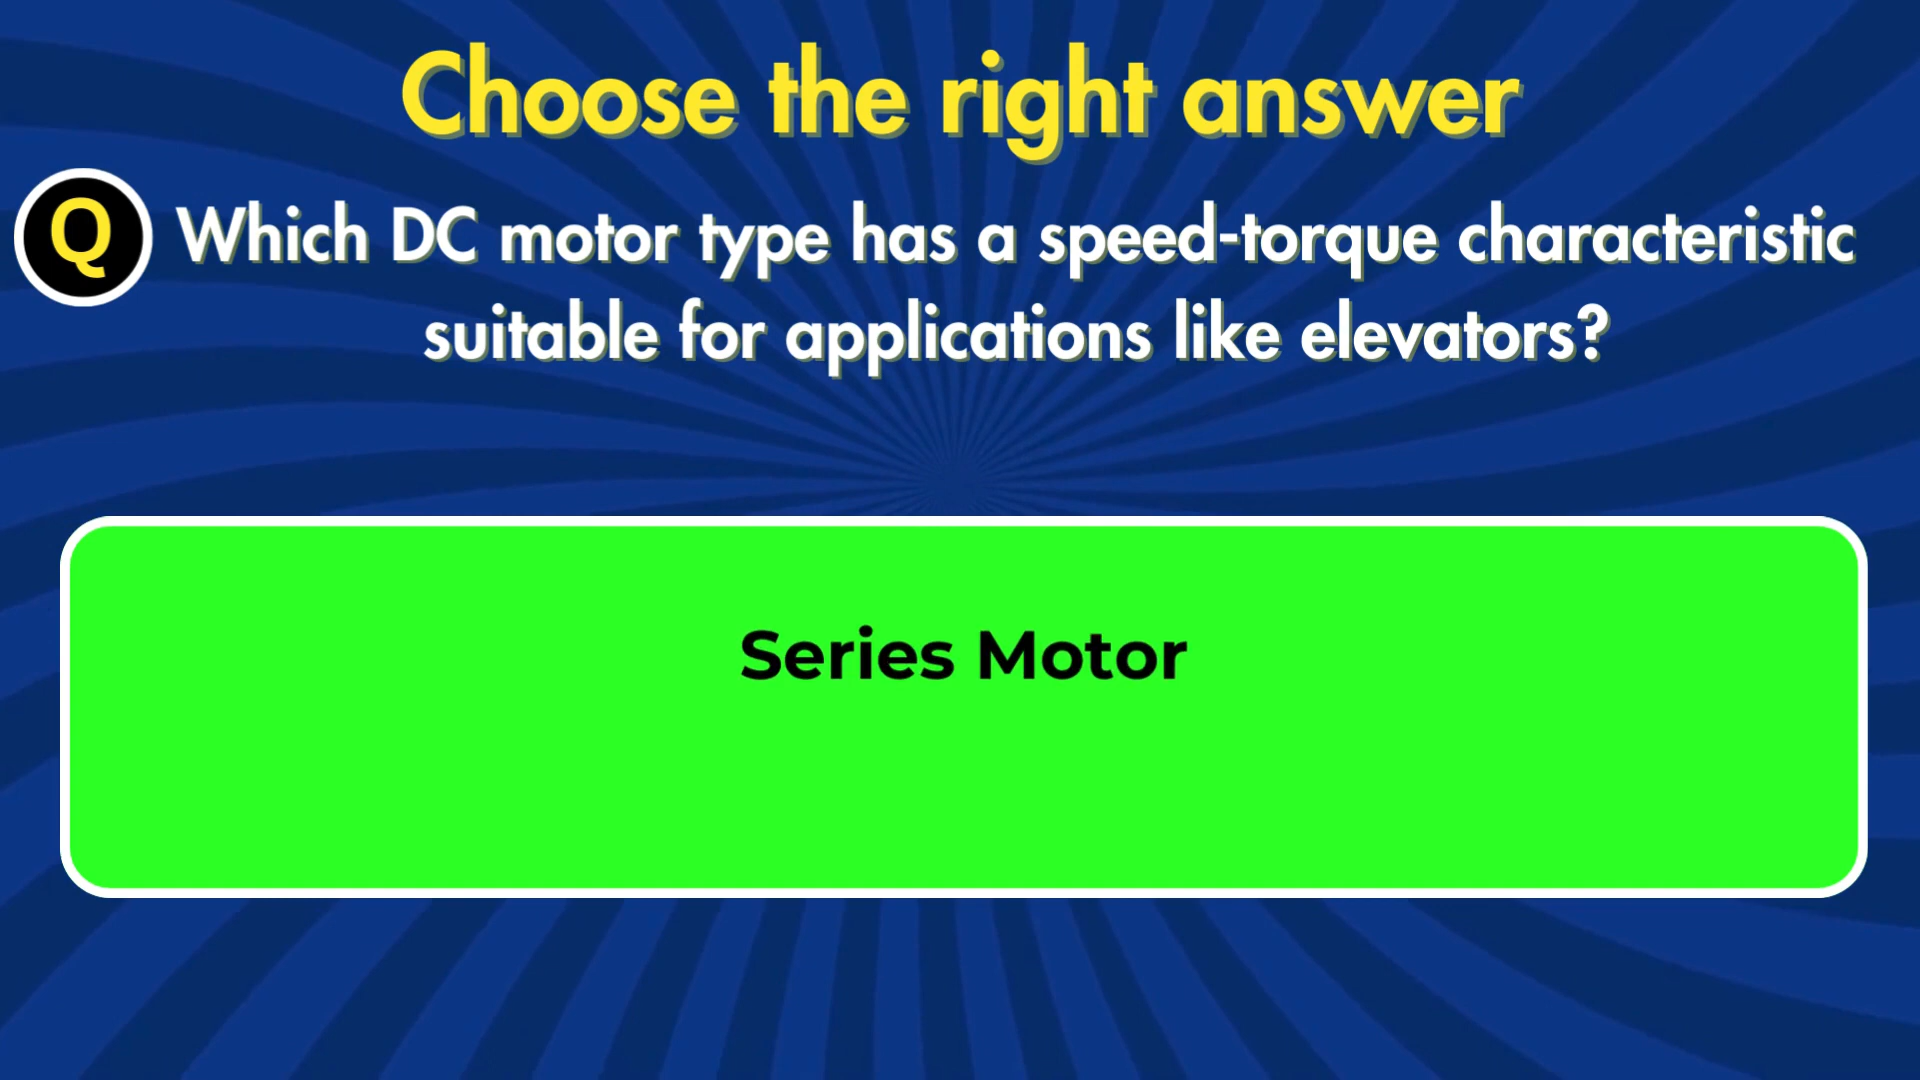 Choose the right answer
Q
Which DC motor type has a speed-torque characteristic
suitable for applications like elevators?
Series Motor